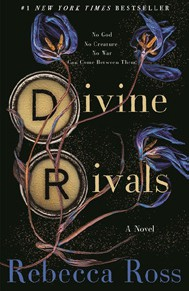 #1 NEW YORK TIMES BESTSELLER
No God
No Creature
No War
Can Come Between Them
Divine
Rivals
A Novel
Rebecca Ross